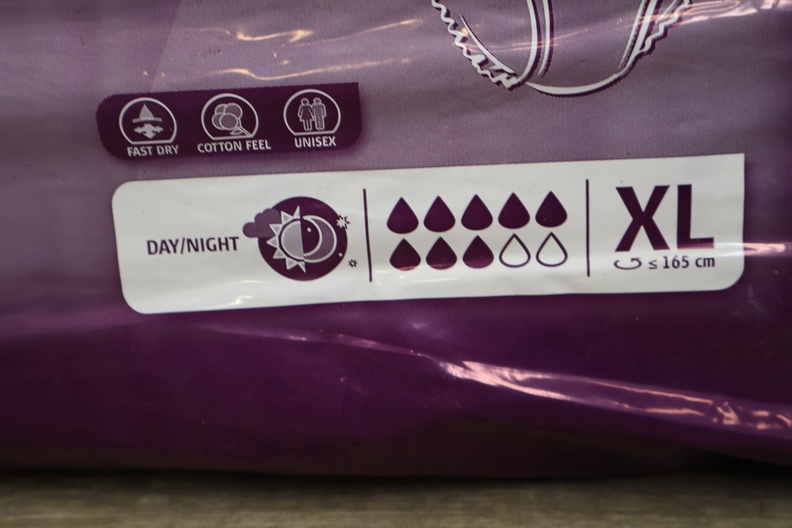 FAST DRY
COTTON FEEL
UNISEX
DAY/NIGHT
XL
≤ 165 cm